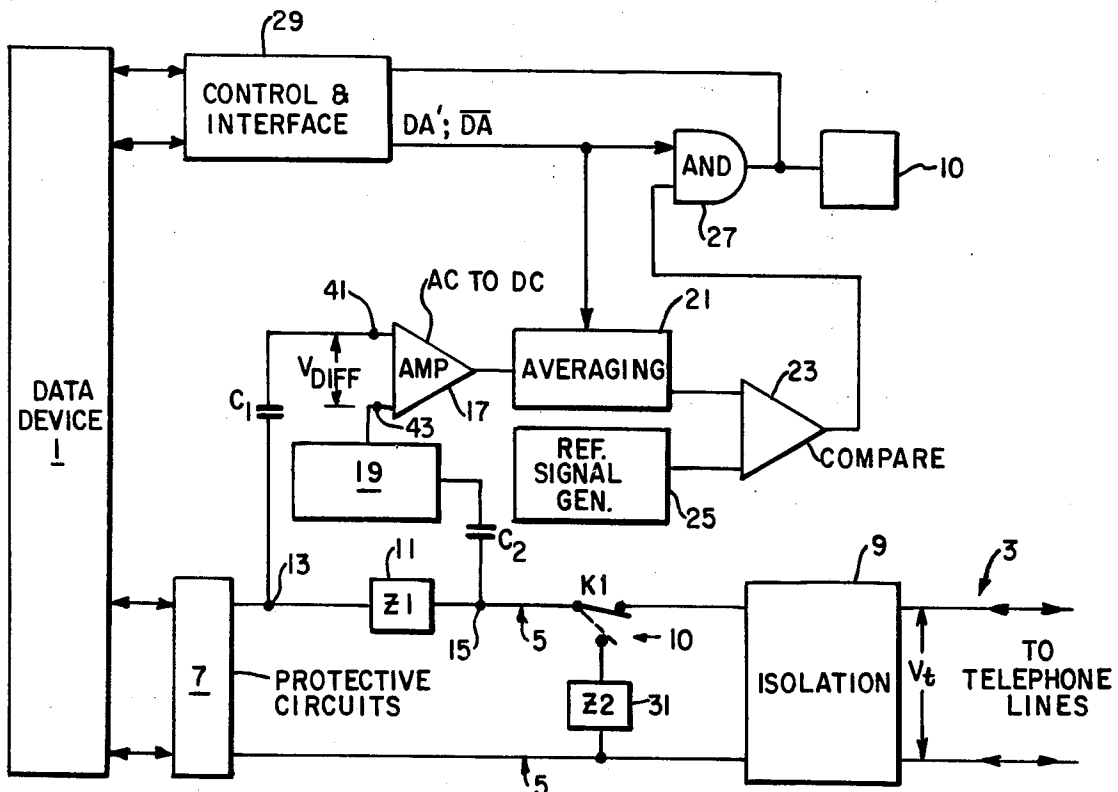 29
CONTROL &
INTERFACE
DA'; D̅A̅
AND
27
10
41
AC TO DC
VDIFF
AMP
17
43
21
AVERAGING
23
COMPARE
REF.
SIGNAL
GEN.
25
DATA
DEVICE
1
C1
19
C2
13
11
Z1
15
5
K1
10
9
3
ISOLATION
Vt
TO
TELEPHONE
LINES
7
PROTECTIVE
CIRCUITS
Z2
31
5